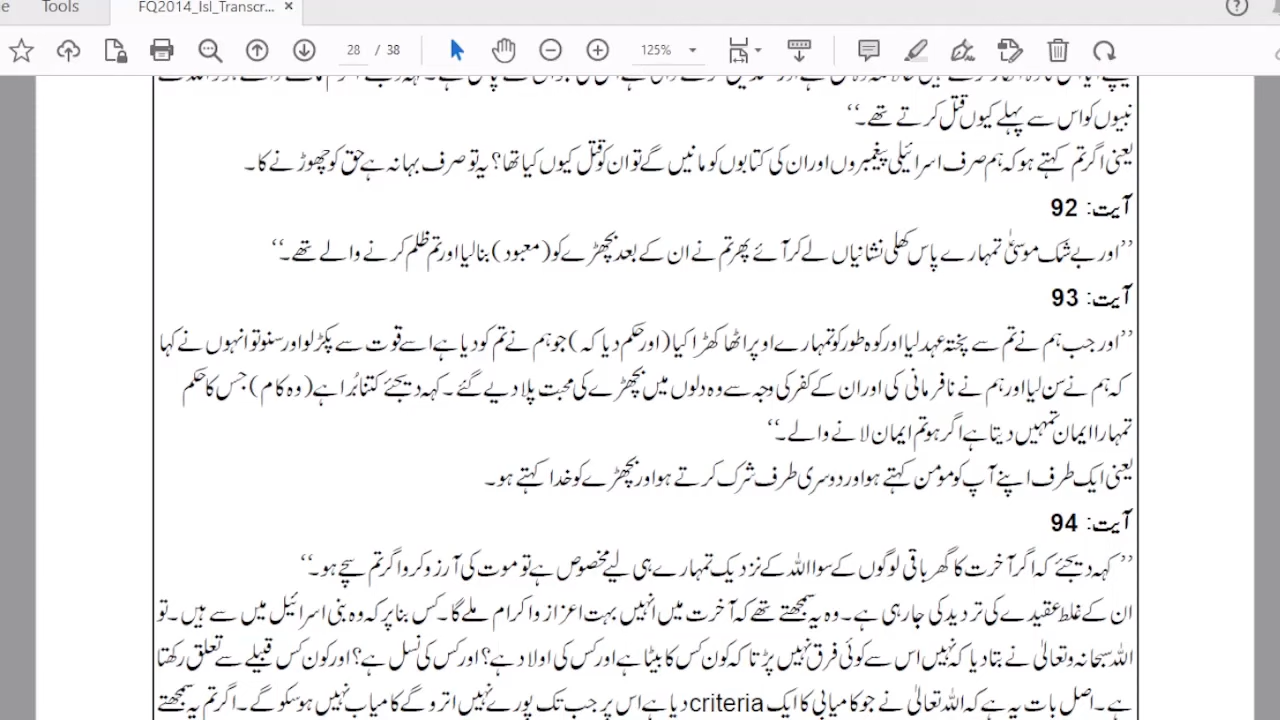 Tools
FQ2014_Isl_Transcr... ×
28 / 38
125%
نبیوں کو اس سے پہلے کیوں قتل کرتے تھے۔‘‘
یعنی اگر تم کہتے ہو کہ ہم صرف اسرائیلی پیغمبروں اور ان کی کتابوں کو مانیں گے تو ان کو قتل کیوں کیا تھا؟ یہ تو صرف بہانہ ہے حق کو چھوڑنے کا۔
آیت: 92
’’اور بے شک موسیٰ تمہارے پاس کھلی نشانیاں لے کر آئے پھر تم نے ان کے بعد بچھڑے کو (معبود) بنالیا اور تم ظلم کرنے والے تھے۔‘‘
آیت: 93
’’اور جب ہم نے تم سے پختہ عہد لیا اور کوہ طور کو تمہارے اوپر اٹھا کھڑا کیا (اور حکم دیا کہ) جو ہم نے تم کو دیا ہے اسے قوت سے پکڑلو اور سنو تو انہوں نے کہا
کہ ہم نے سن لیا اور ہم نے نافرمانی کی اور ان کے کفر کی وجہ سے وہ دلوں میں بچھڑے کی محبت پلا دیے گئے۔ کہہ دیجئے کتنا بُرا ہے (وہ کام) جس کا حکم
تمہارا ایمان تمہیں دیتا ہے اگر ہو تم ایمان لانے والے۔‘‘
یعنی ایک طرف اپنے آپ کو مومن کہتے ہو اور دوسری طرف شرک کرتے ہو اور بچھڑے کو خدا کہتے ہو۔
آیت: 94
’’ کہہ دیجئے کہ اگر آخرت کا گھر باقی لوگوں کے سوا اللہ کے نزدیک تمہارے ہی لیے مخصوص ہے تو موت کی آرزو کرو اگر تم سچے ہو۔‘‘
ان کے غلط عقیدے کی تردید کی جارہی ہے۔ وہ یہ سمجھتے تھے کہ آخرت میں انہیں بہت اعزاز و اکرام ملے گا۔ کس بنا پر کہ وہ بنی اسرائیل میں سے ہیں۔ تو
اللہ سبحانہ وتعالیٰ نے بتا دیا کہ نہیں اس سے کوئی فرق نہیں پڑتا کہ کون کس کا بیٹا ہے اور کس کی اولاد ہے؟ اور کس کی نسل ہے؟ اور کون کس قبیلے سے تعلق رکھتا
ہے۔ اصل بات یہ ہے کہ اللہ تعالیٰ نے جو کامیابی کا ایک criteria دیا ہے اس پر جب تک پورے نہیں اترو گے کامیاب نہیں ہو سکو گے۔ اگر تم یہ سمجھتے